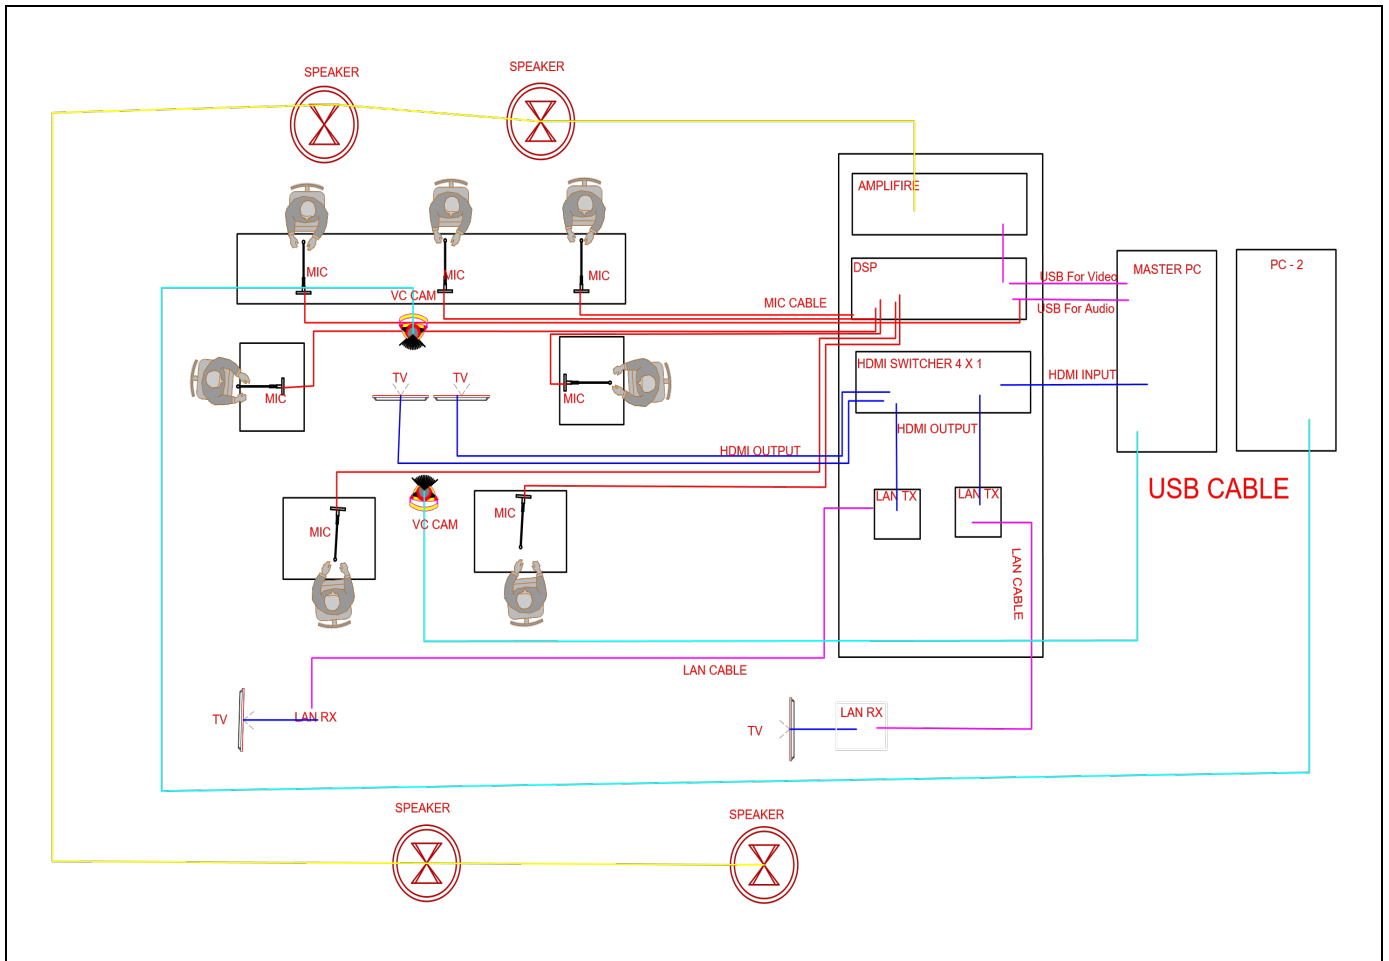 SPEAKER
SPEAKER
AMPLIFIRE
DSP
USB For Video
MASTER PC
PC - 2
MIC
MIC
MIC
VC CAM
MIC CABLE
USB For Audio
HDMI SWITCHER 4 X 1
HDMI INPUT
TV
TV
MIC
MIC
HDMI OUTPUT
HDMI OUTPUT
USB CABLE
LAN TX
LAN TX
MIC
MIC
VC CAM
LAN CABLE
LAN CABLE
TV
LAN RX
TV
LAN RX
SPEAKER
SPEAKER